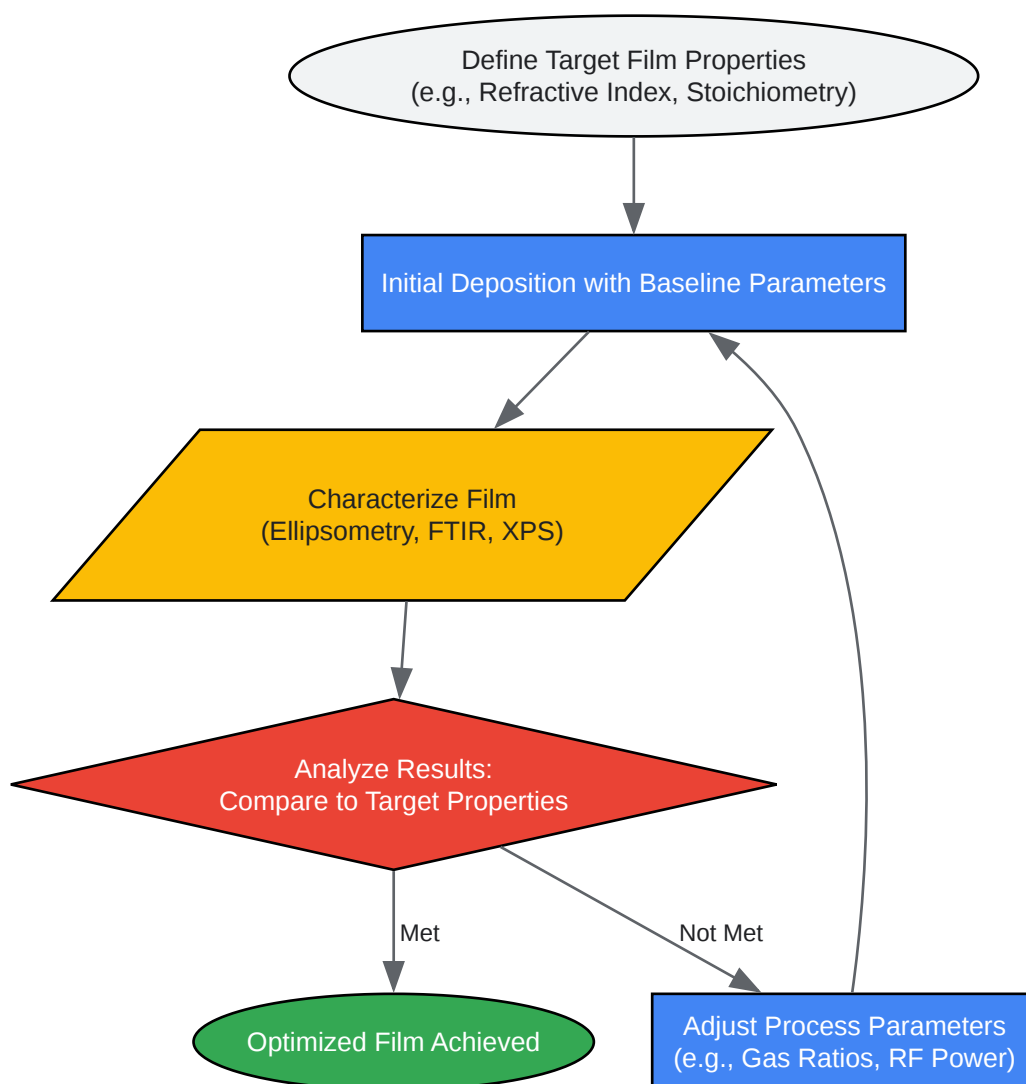 Define Target Film Properties
(e.g., Refractive Index, Stoichiometry)
Initial Deposition with Baseline Parameters
Characterize Film
(Ellipsometry, FTIR, XPS)
Analyze Results:
Compare to Target Properties
Met
Not Met
Optimized Film Achieved
Adjust Process Parameters
(e.g., Gas Ratios, RF Power)